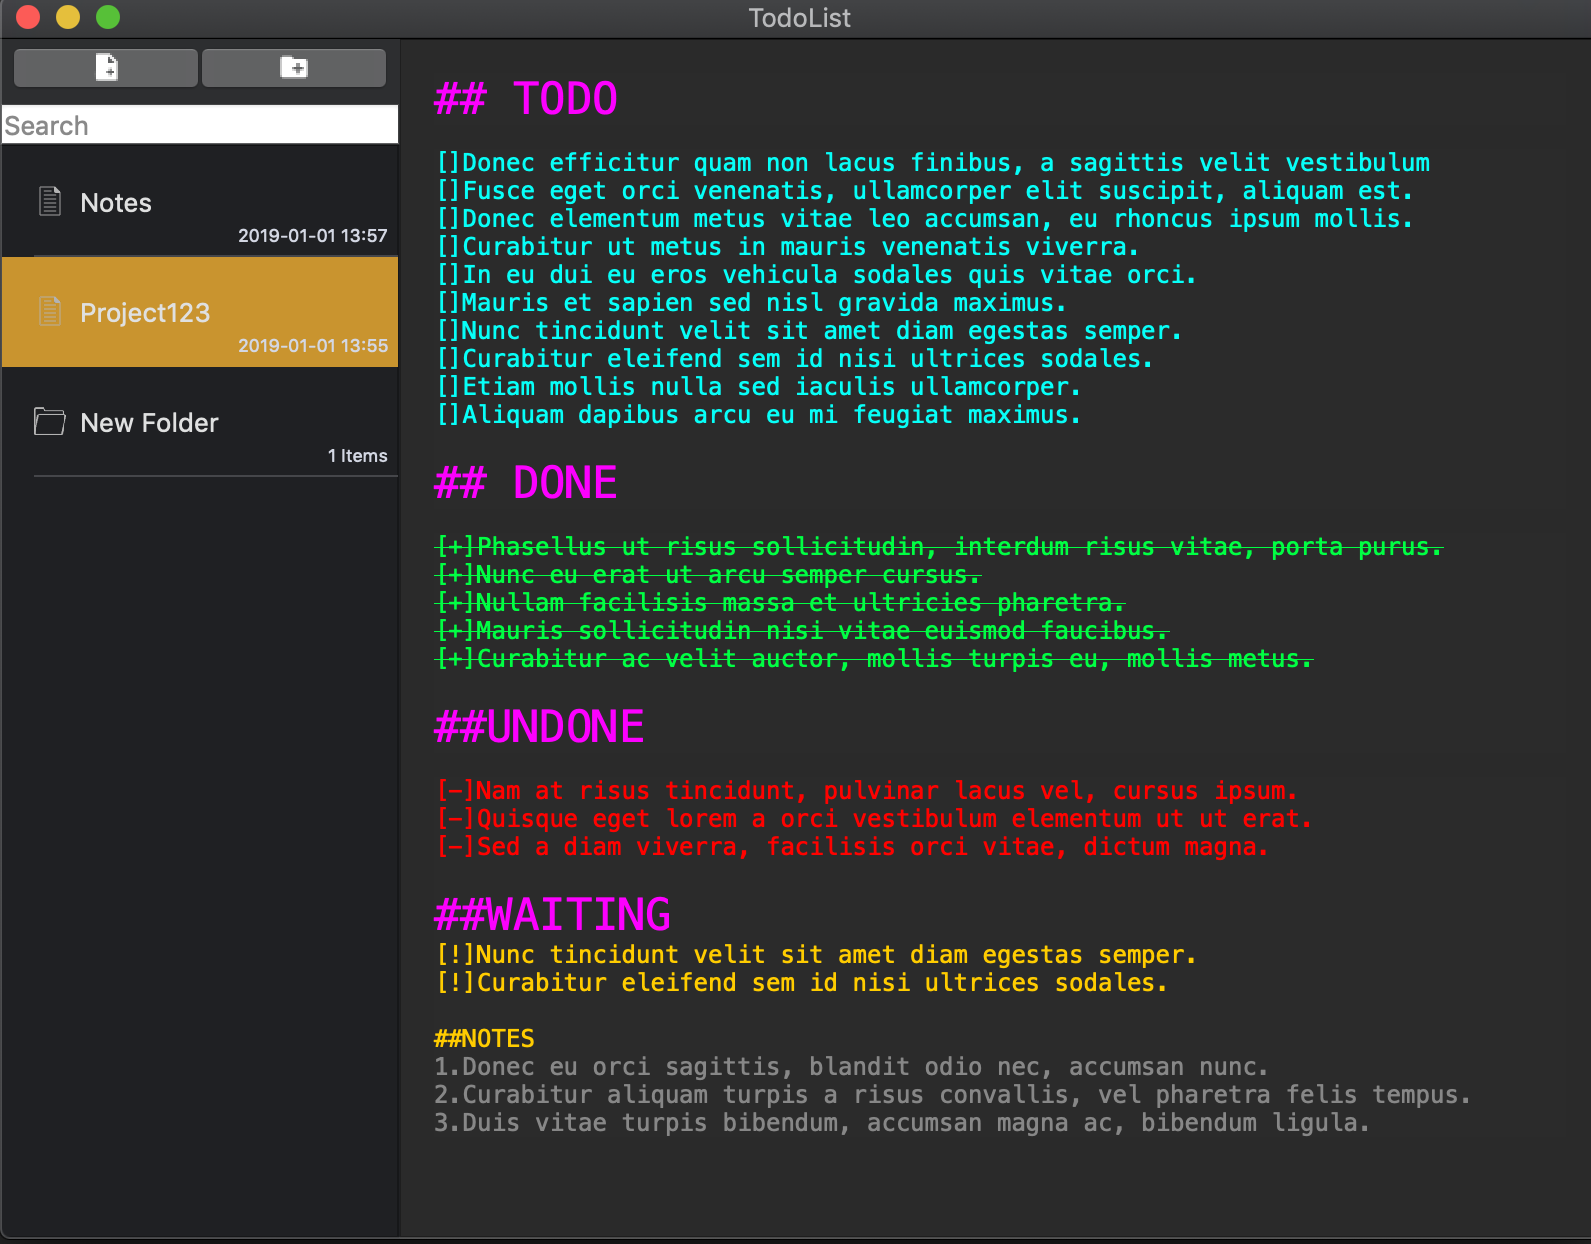 TodoList
Search
Notes
2019-01-01 13:57
Project123
2019-01-01 13:55
New Folder
1 Items
## TODO
[]Donec efficitur quam non lacus finibus, a sagittis velit vestibulum
[]Fusce eget orci venenatis, ullamcorper elit suscipit, aliquam est.
[]Donec elementum metus vitae leo accumsan, eu rhoncus ipsum mollis.
[]Curabitur ut metus in mauris venenatis viverra.
[]In eu dui eu eros vehicula sodales quis vitae orci.
[]Mauris et sapien sed nisl gravida maximus.
[]Nunc tincidunt velit sit amet diam egestas semper.
[]Curabitur eleifend sem id nisi ultrices sodales.
[]Etiam mollis nulla sed iaculis ullamcorper.
[]Aliquam dapibus arcu eu mi feugiat maximus.
## DONE
[+]Phasellus ut risus sollicitudin, interdum risus vitae, porta purus.
[+]Nunc eu erat ut arcu semper cursus.
[+]Nullam facilisis massa et ultricies pharetra.
[+]Mauris sollicitudin nisi vitae euismod faucibus.
[+]Curabitur ac velit auctor, mollis turpis eu, mollis metus.
##UNDONE
[-]Nam at risus tincidunt, pulvinar lacus vel, cursus ipsum.
[-]Quisque eget lorem a orci vestibulum elementum ut ut erat.
[-]Sed a diam viverra, facilisis orci vitae, dictum magna.
##WAITING
[!]Nunc tincidunt velit sit amet diam egestas semper.
[!]Curabitur eleifend sem id nisi ultrices sodales.
##NOTES
1.Donec eu orci sagittis, blandit odio nec, accumsan nunc.
2.Curabitur aliquam turpis a risus convallis, vel pharetra felis tempus.
3.Duis vitae turpis bibendum, accumsan magna ac, bibendum ligula.